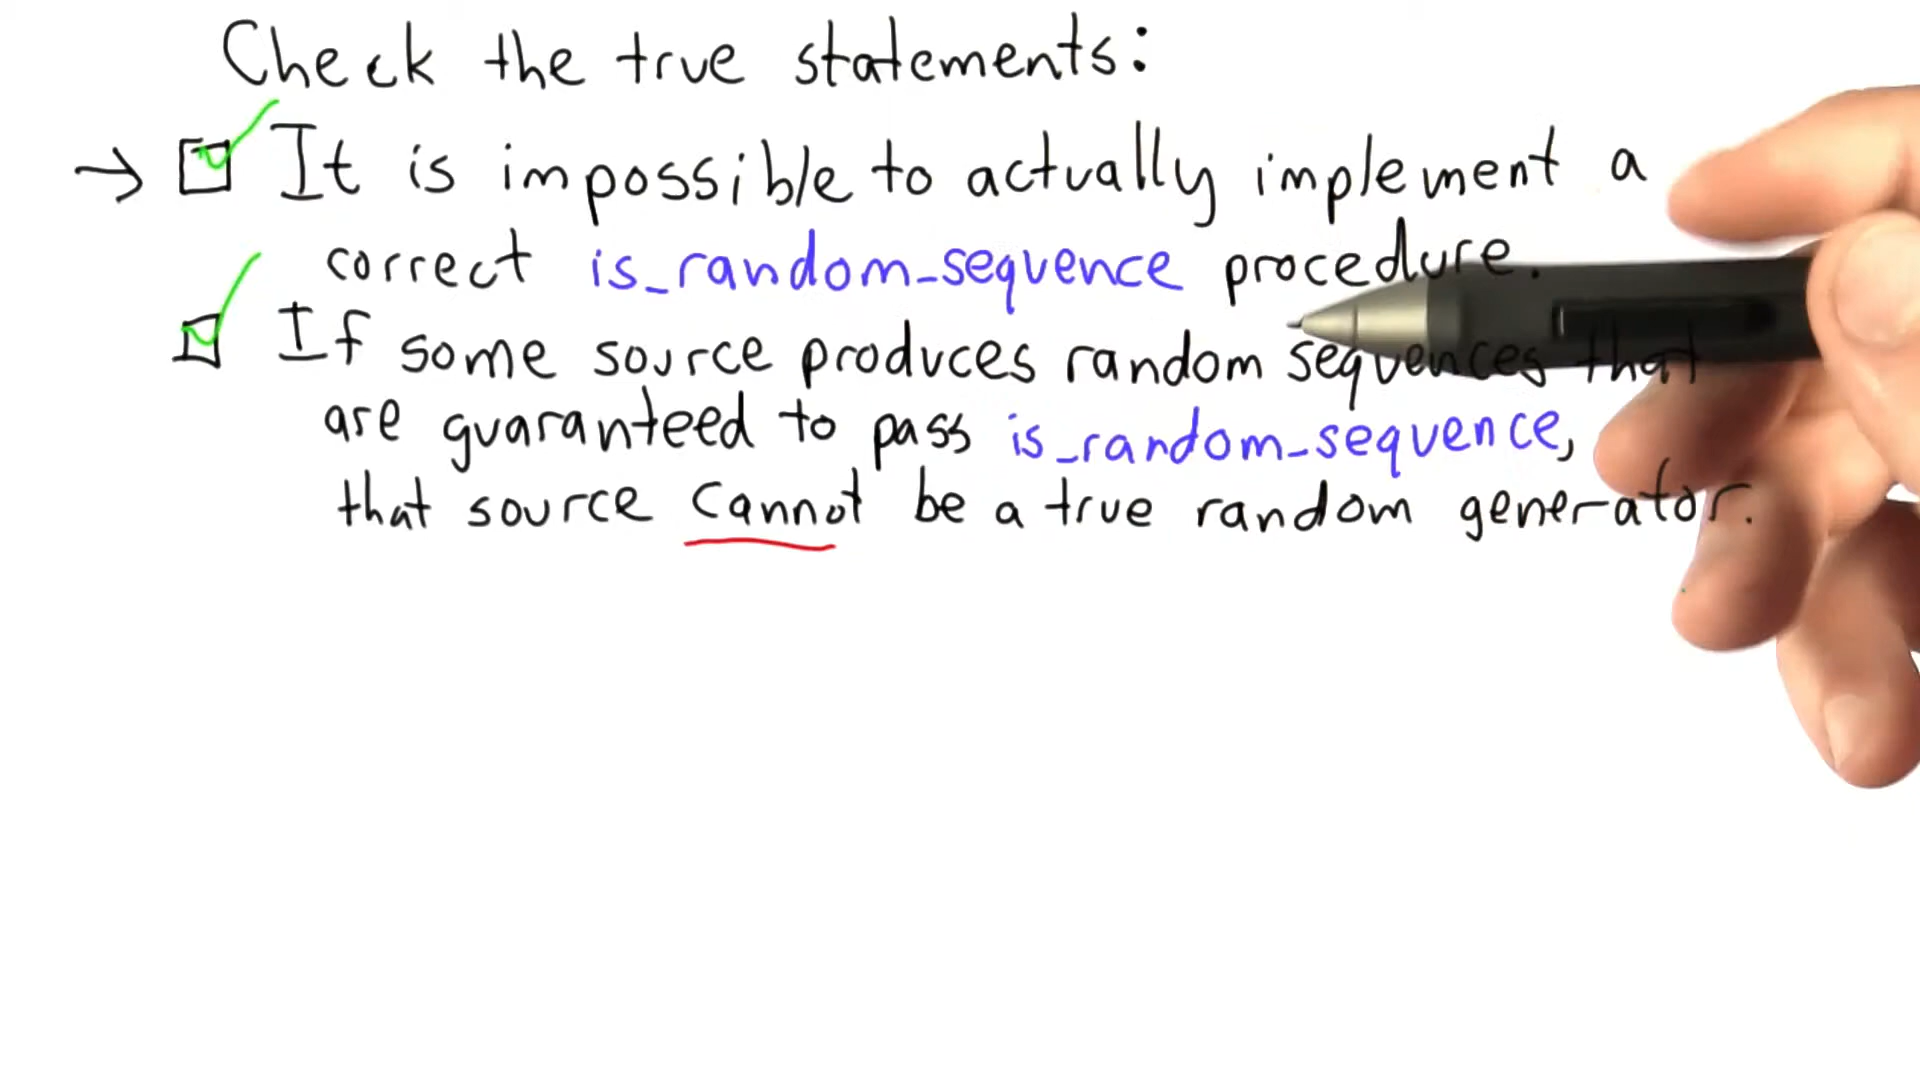 Check the true statements:
→ It is impossible to actually implement a
correct is_random_sequence procedure.
If some source produces random sequences that
are guaranteed to pass is_random_sequence,
that source cannot be a true random generator.